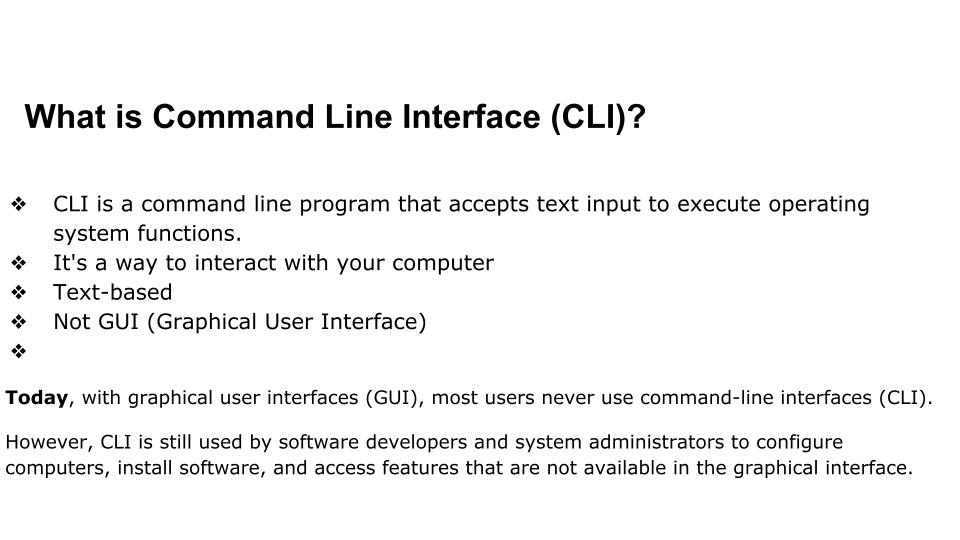 What is Command Line Interface (CLI)?
❖ CLI is a command line program that accepts text input to execute operating
system functions.
❖ It's a way to interact with your computer
❖ Text-based
❖ Not GUI (Graphical User Interface)
❖
Today, with graphical user interfaces (GUI), most users never use command-line interfaces (CLI).
However, CLI is still used by software developers and system administrators to configure
computers, install software, and access features that are not available in the graphical interface.